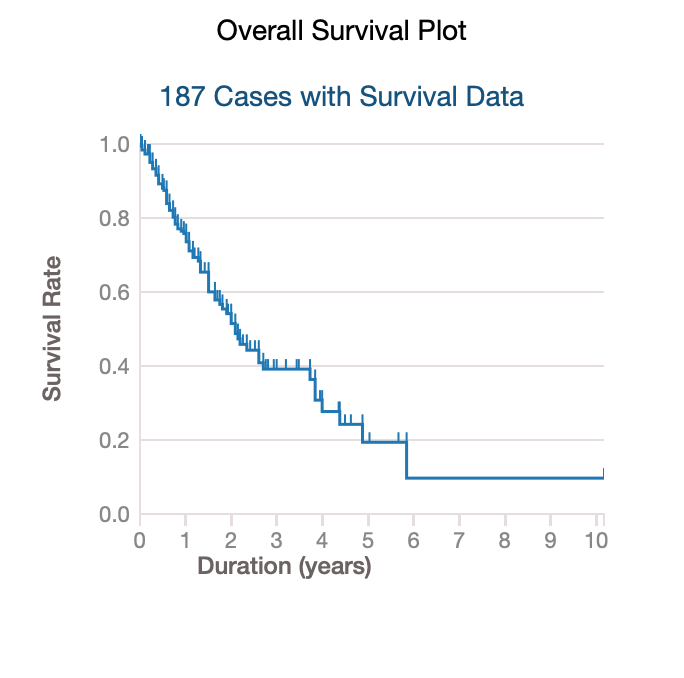 Overall Survival Plot
187 Cases with Survival Data
Survival Rate
1.0
0.8
0.6
0.4
0.2
0.0
0 1 2 3 4 5 6 7 8 9 10
Duration (years)